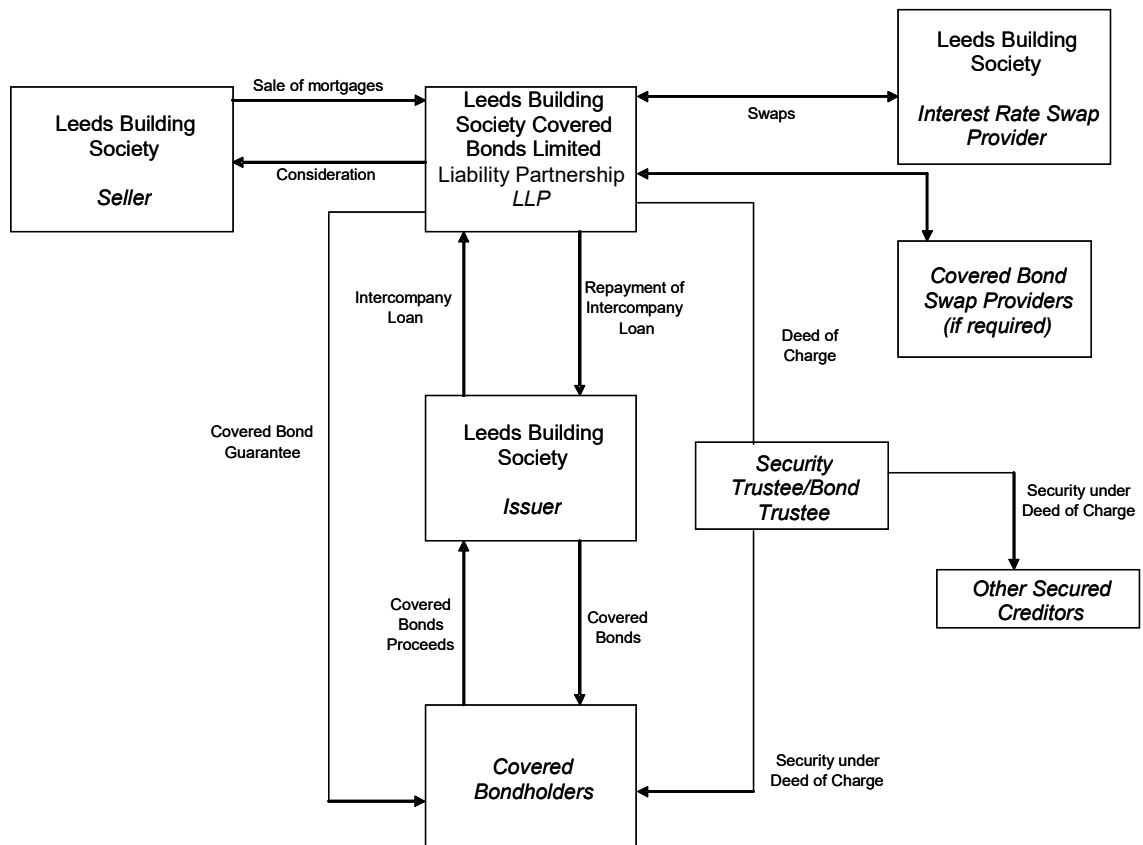 Leeds Building
Society
Interest Rate Swap
Provider
Sale of mortgages
Leeds Building
Society
Seller
Consideration
Leeds Building
Society Covered
Bonds Limited
Liability Partnership
LLP
Swaps
Covered Bond
Swap Providers
(if required)
Intercompany
Loan
Repayment of
Intercompany
Loan
Deed of
Charge
Covered Bond
Guarantee
Leeds Building
Society
Issuer
Security
Trustee/Bond
Trustee
Security under
Deed of Charge
Other Secured
Creditors
Covered
Bonds
Proceeds
Covered
Bonds
Covered
Bondholders
Security under
Deed of Charge